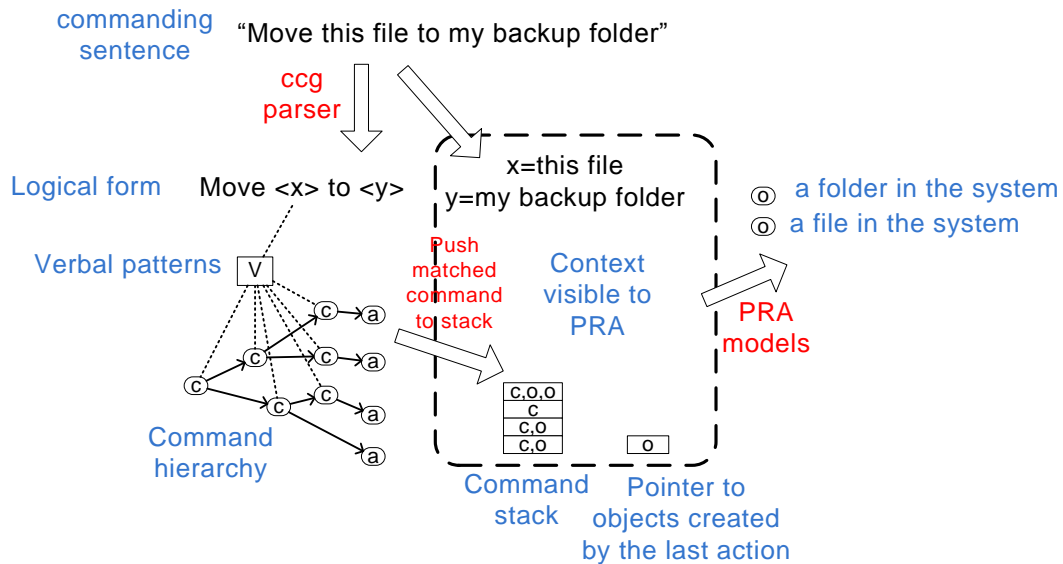 commanding
sentence
“Move this file to my backup folder”
ccg
parser
Logical form
Move <x> to <y>
x=this file
y=my backup folder
o a folder in the system
o a file in the system
Verbal patterns
V
Push
matched
command
to stack
Context
visible to
PRA
PRA
models
c
a
c
c
a
c
c
c
a
a
Command
hierarchy
c,o,o
c
c,o
c,o
o
Command
stack
Pointer to
objects created
by the last action